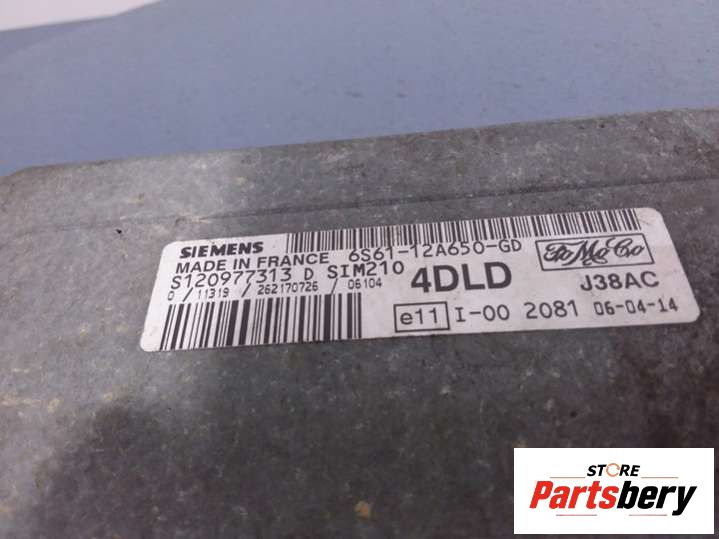 SIEMENS
MADE IN FRANCE 6S61-12A650-GD
FoMoCo
S120977313 D SIM210
4DLD
J38AC
0 / 11319 / 262170726 / 06104
e11 I-00 2081 06-04-14
STORE
Partsbery